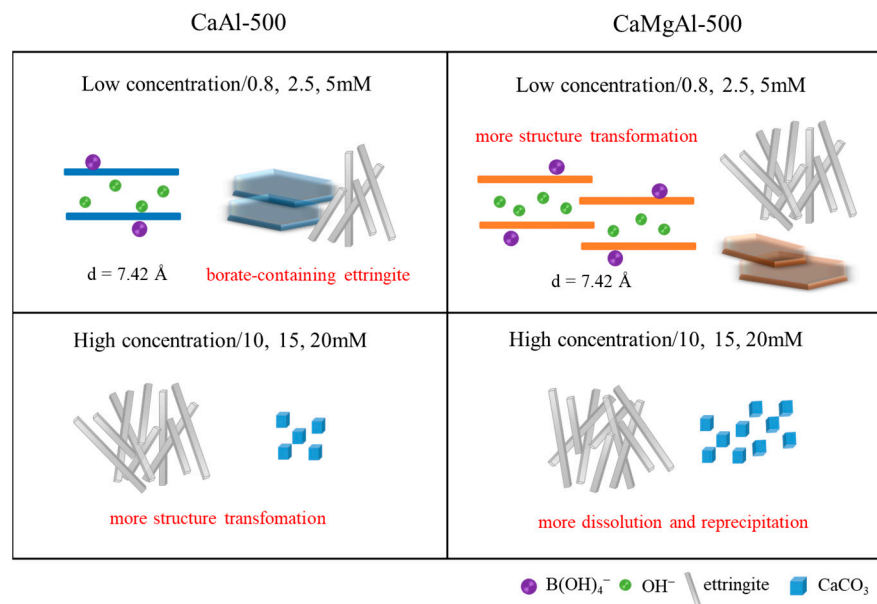 CaAl-500
CaMgAl-500
Low concentration/0.8, 2.5, 5mM
d = 7.42 Å
borate-containing ettringite
Low concentration/0.8, 2.5, 5mM
more structure transformation
d = 7.42 Å
High concentration/10, 15, 20mM
more structure transfomation
High concentration/10, 15, 20mM
more dissolution and reprecipitation
B(OH)₄⁻ OH⁻ ettringite CaCO₃